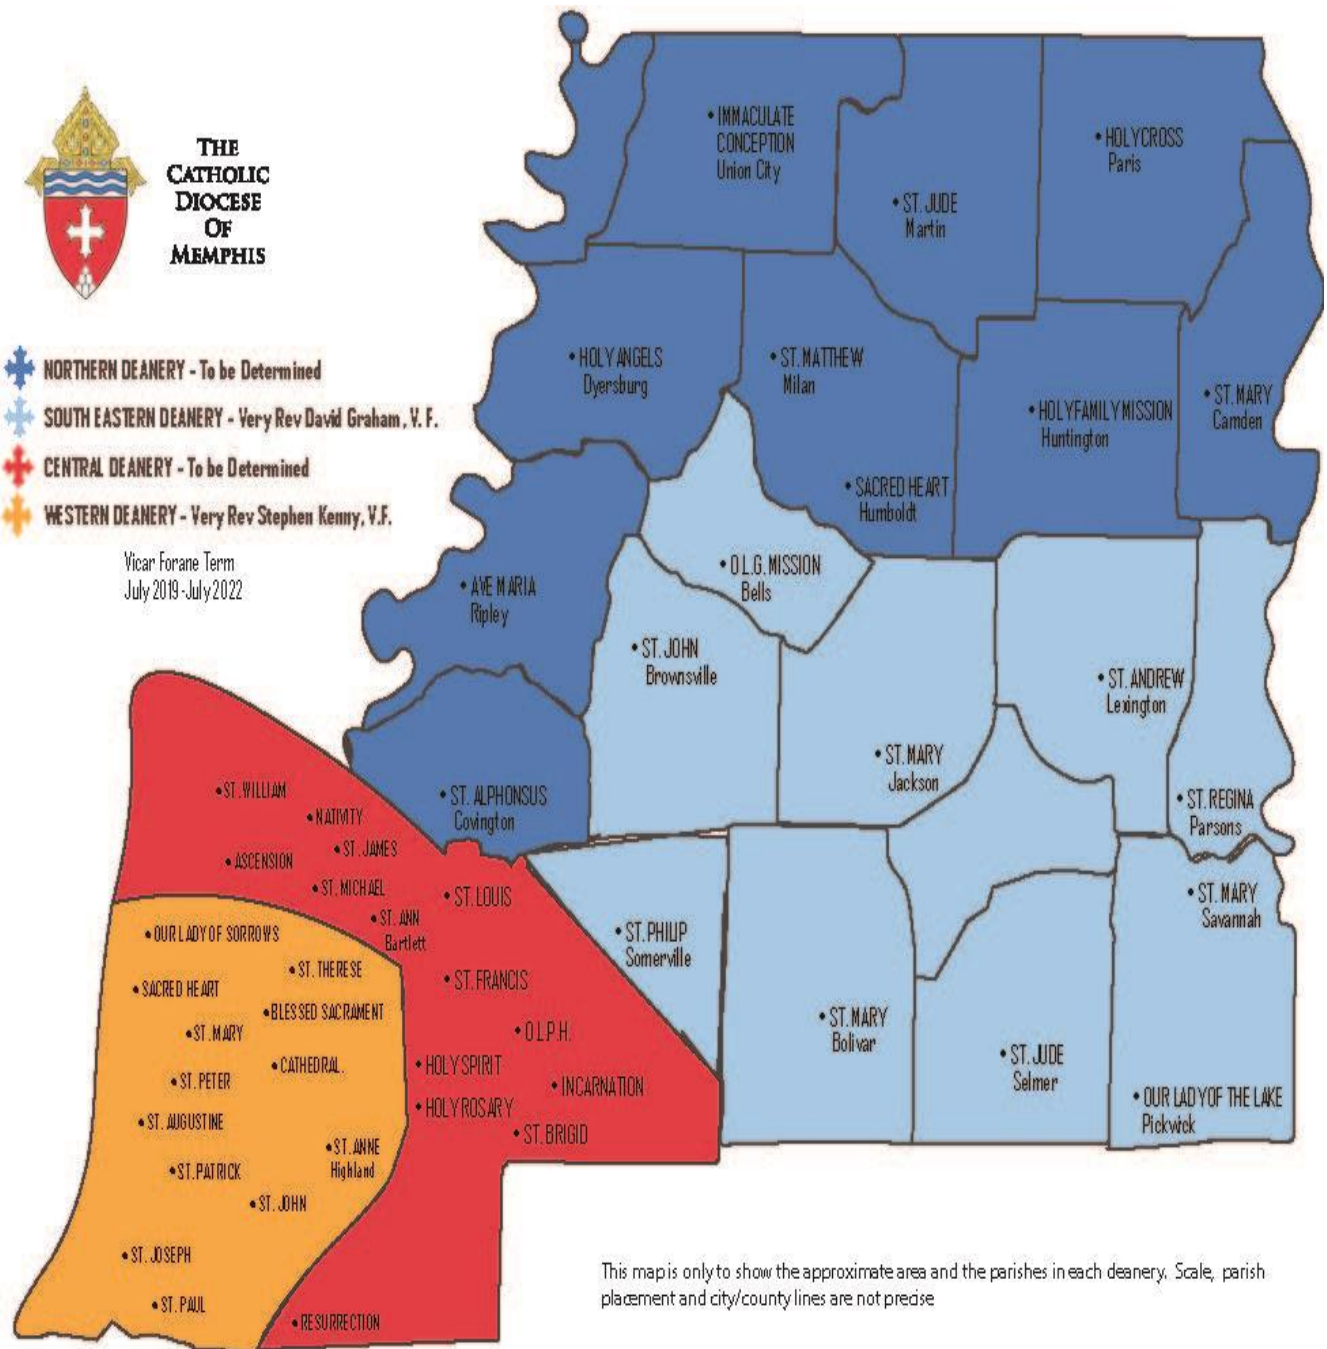 THE
CATHOLIC
DIOCESE
OF
MEMPHIS
NORTHERN DEANERY - To be Determined
SOUTH EASTERN DEANERY - Very Rev David Graham, V. F.
CENTRAL DEANERY - To be Determined
WESTERN DEANERY - Very Rev Stephen Kenny, V.F.
Vicar Forane Term
July 2019 - July 2022
• IMMACULATE
CONCEPTION
Union City
• ST. JUDE
Martin
• HOLY CROSS
Paris
• HOLY ANGELS
Dyersburg
• ST. MATTHEW
Milan
• HOLY FAMILY MISSION
Huntington
• ST. MARY
Camden
• SACRED HEART
Humboldt
• AVE MARIA
Ripley
• O.L.G. MISSION
Bells
• ST. JOHN
Brownsville
• ST. ANDREW
Lexington
• ST. MARY
Jackson
• ST. ALPHONSUS
Covington
• ST. REGINA
Parsons
• ST. MARY
Savannah
• ST. PHILIP
Somerville
• ST. MARY
Bolivar
• ST. JUDE
Selmer
• OUR LADY OF THE LAKE
Pickwick
• ST. WILLIAM
• NATIVITY
• ST. JAMES
• ASCENSION
• ST. MICHAEL
• ST. ANN
Bartlett
• ST. LOUIS
• ST. FRANCIS
• O.L.P.H.
• HOLY SPIRIT
• INCARNATION
• HOLY ROSARY
• ST. BRIGID
• RESURRECTION
• OUR LADY OF SORROWS
• ST. THERESE
• SACRED HEART
• BLESSED SACRAMENT
• ST. MARY
• CATHEDRAL.
• ST. PETER
• ST. AUGUSTINE
• ST. ANNE
Highland
• ST. PATRICK
• ST. JOHN
• ST. JOSEPH
• ST. PAUL
This map is only to show the approximate area and the parishes in each deanery. Scale, parish
placement and city/county lines are not precise